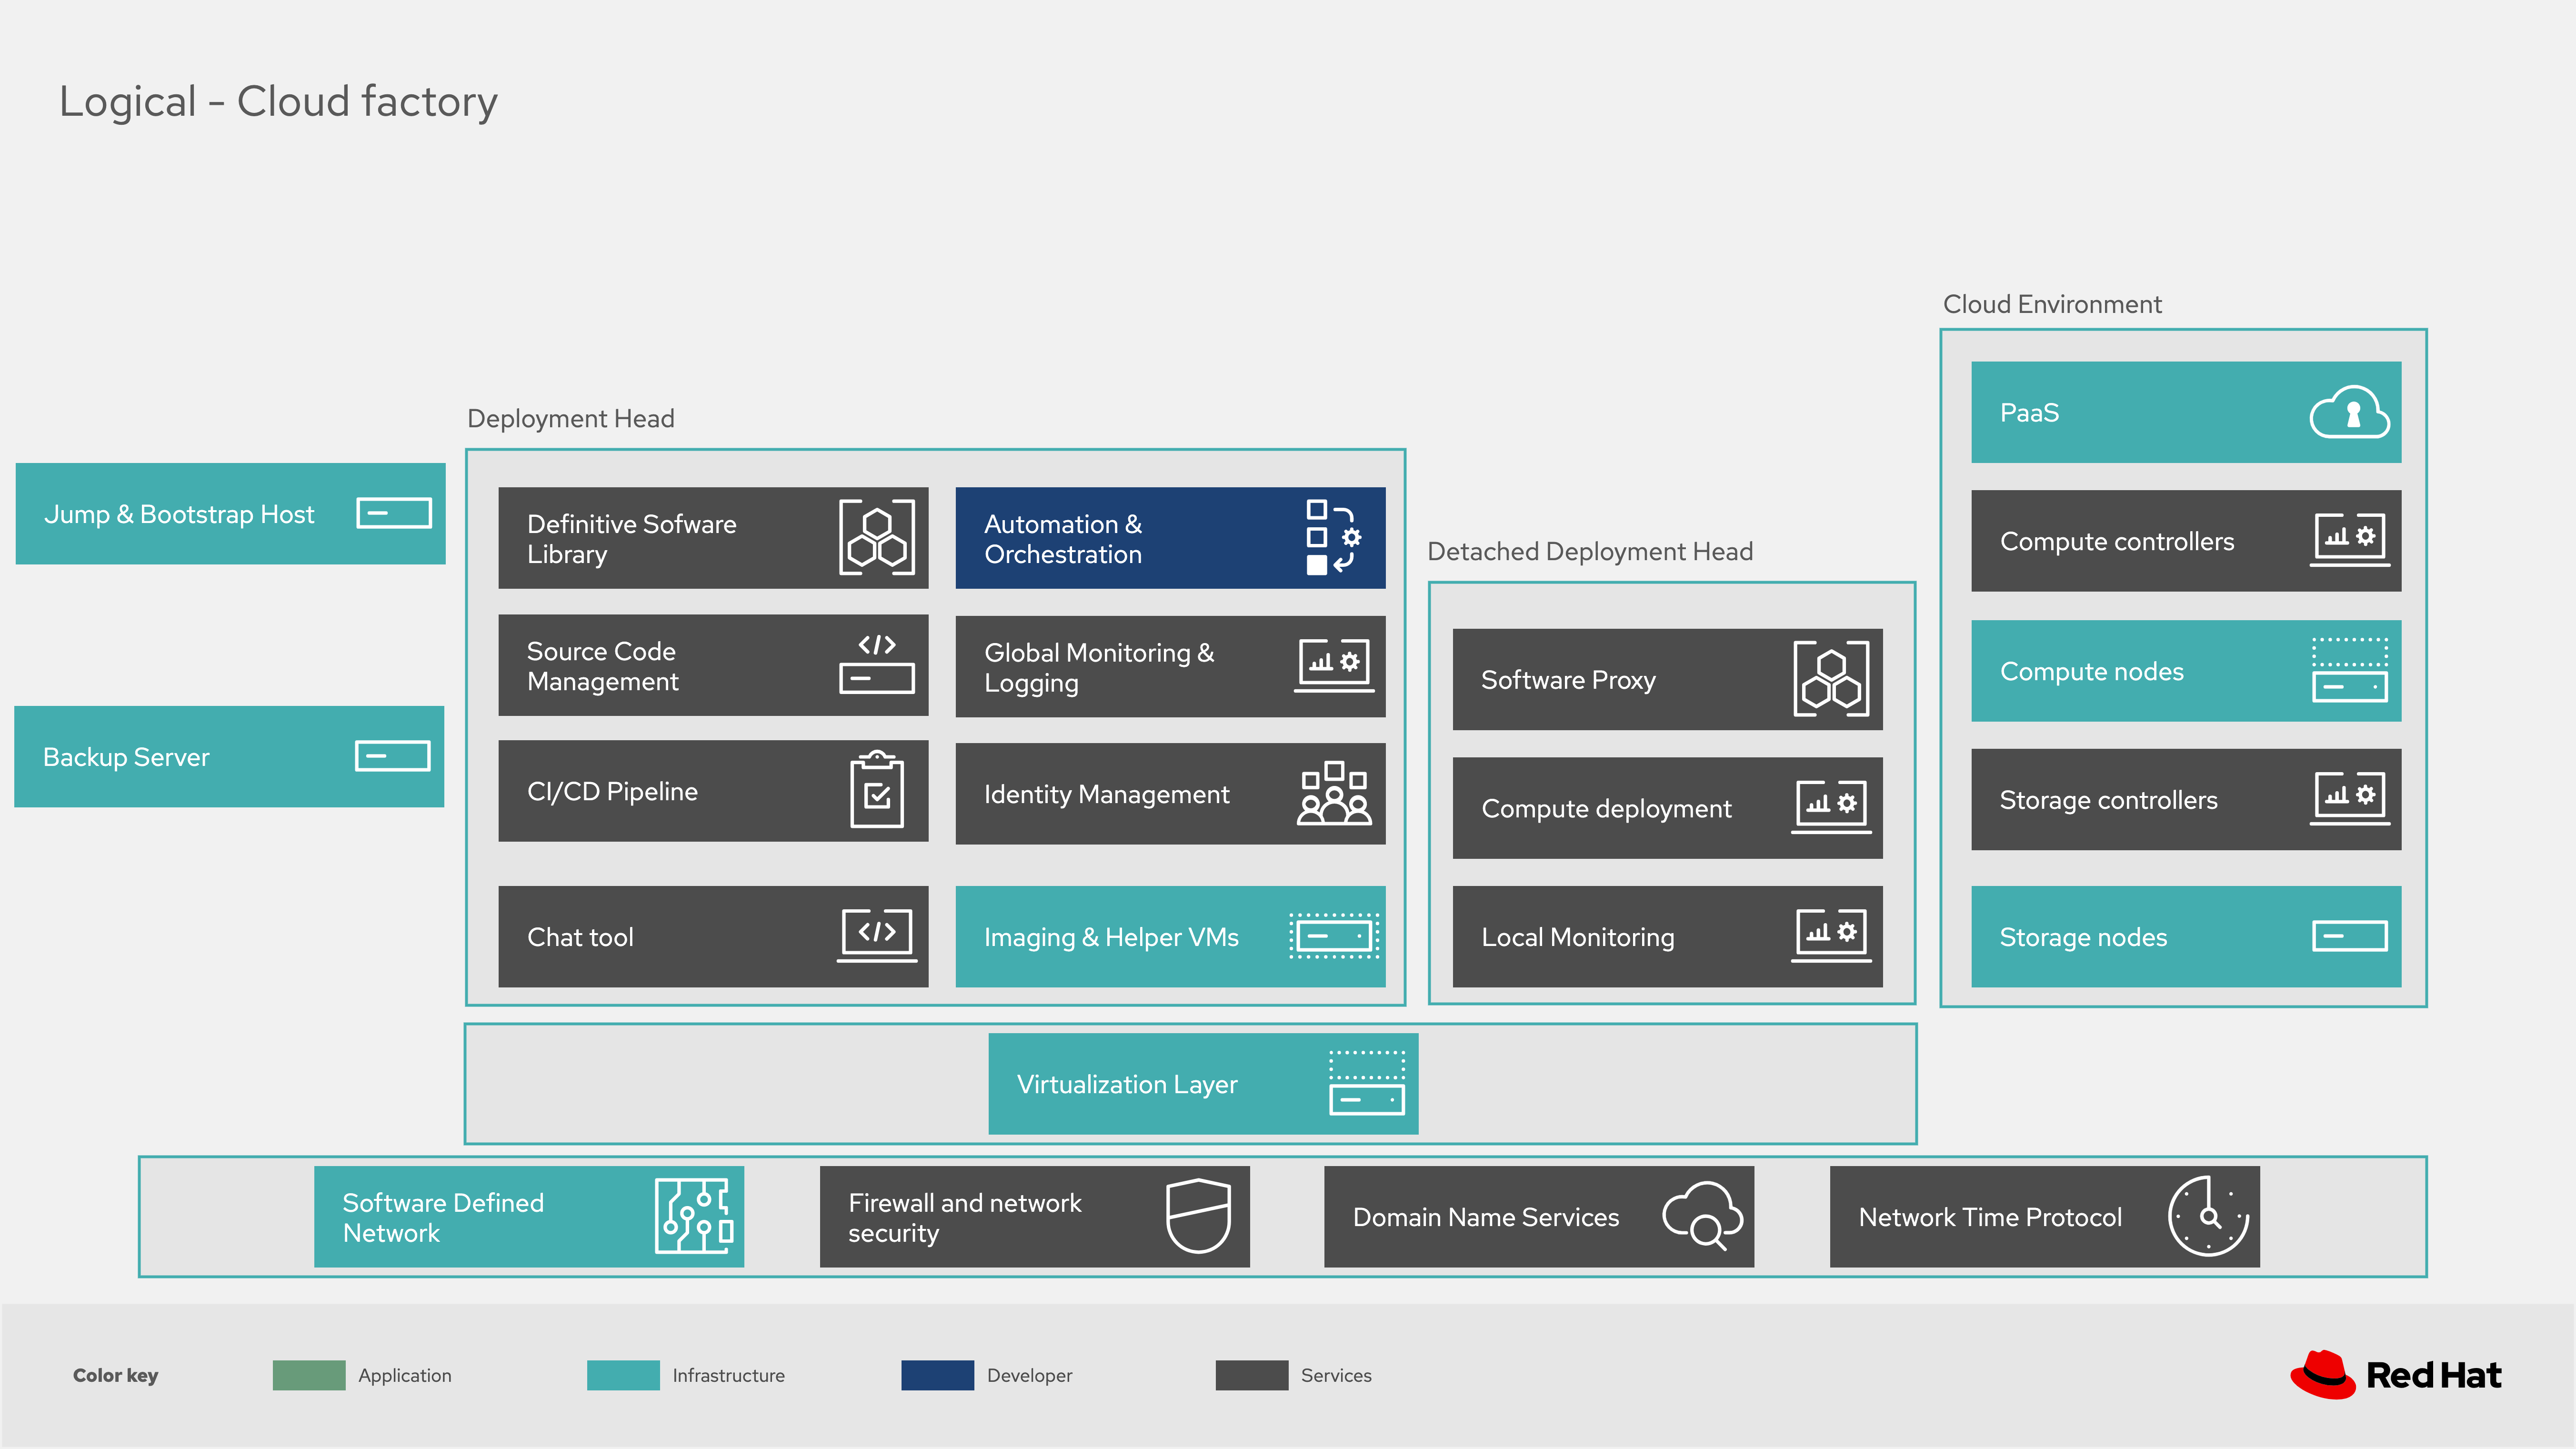 Logical - Cloud factory
Cloud Environment
PaaS
Compute controllers
Compute nodes
Storage controllers
Storage nodes
Deployment Head
Definitive Sofware
Library
Automation &
Orchestration
Source Code
Management
Global Monitoring &
Logging
CI/CD Pipeline
Identity Management
Chat tool
Imaging & Helper VMs
Jump & Bootstrap Host
Backup Server
Detached Deployment Head
Software Proxy
Compute deployment
Local Monitoring
Virtualization Layer
Software Defined
Network
Firewall and network
security
Domain Name Services
Network Time Protocol
Color key
Application
Infrastructure
Developer
Services
Red Hat